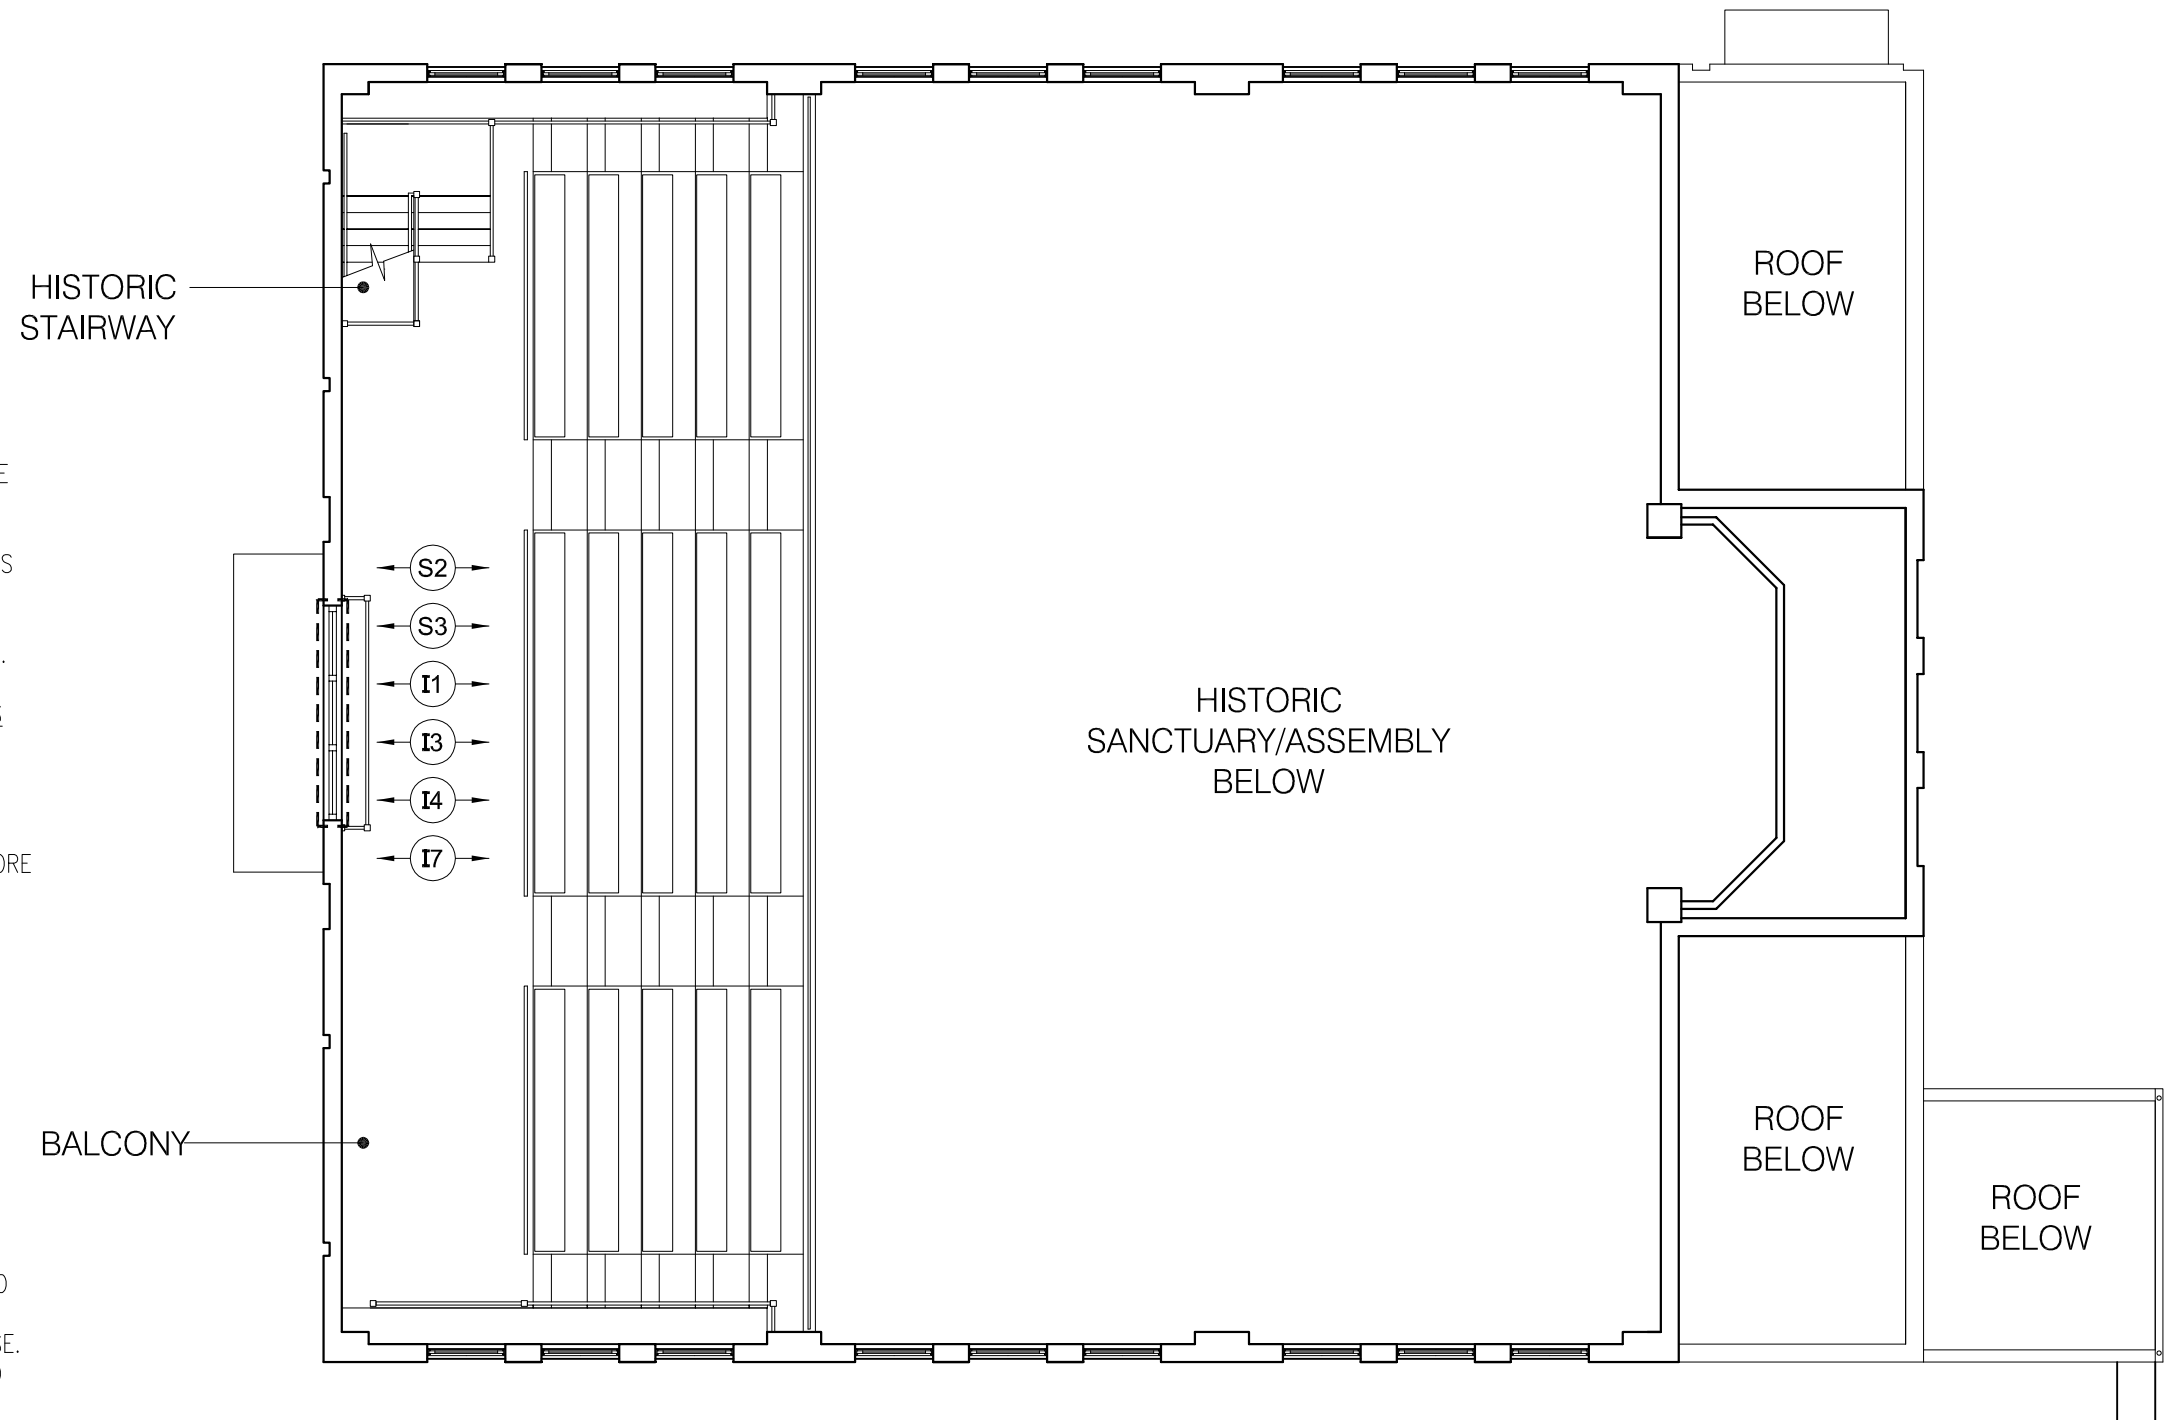 HISTORIC
STAIRWAY
S2
S3
I1
I3
I4
I7
BALCONY
HISTORIC
SANCTUARY/ASSEMBLY
BELOW
ROOF
BELOW
ROOF
BELOW
ROOF
BELOW